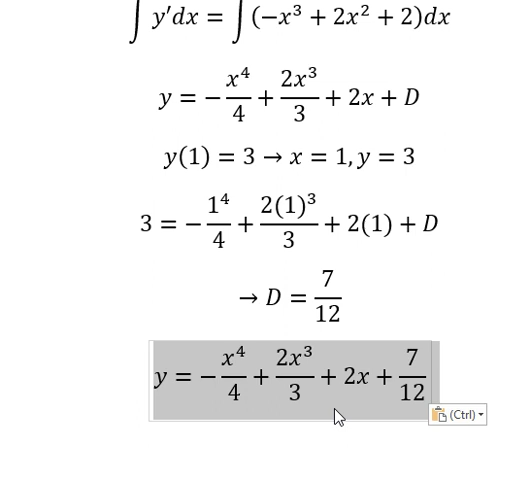 ∫ y′dx = ∫ (−x³ + 2x² + 2)dx
y = −x⁴/4 + 2x³/3 + 2x + D
y(1) = 3 → x = 1, y = 3
3 = −1⁴/4 + 2(1)³/3 + 2(1) + D
→ D = 7/12
y = −x⁴/4 + 2x³/3 + 2x + 7/12
(Ctrl)